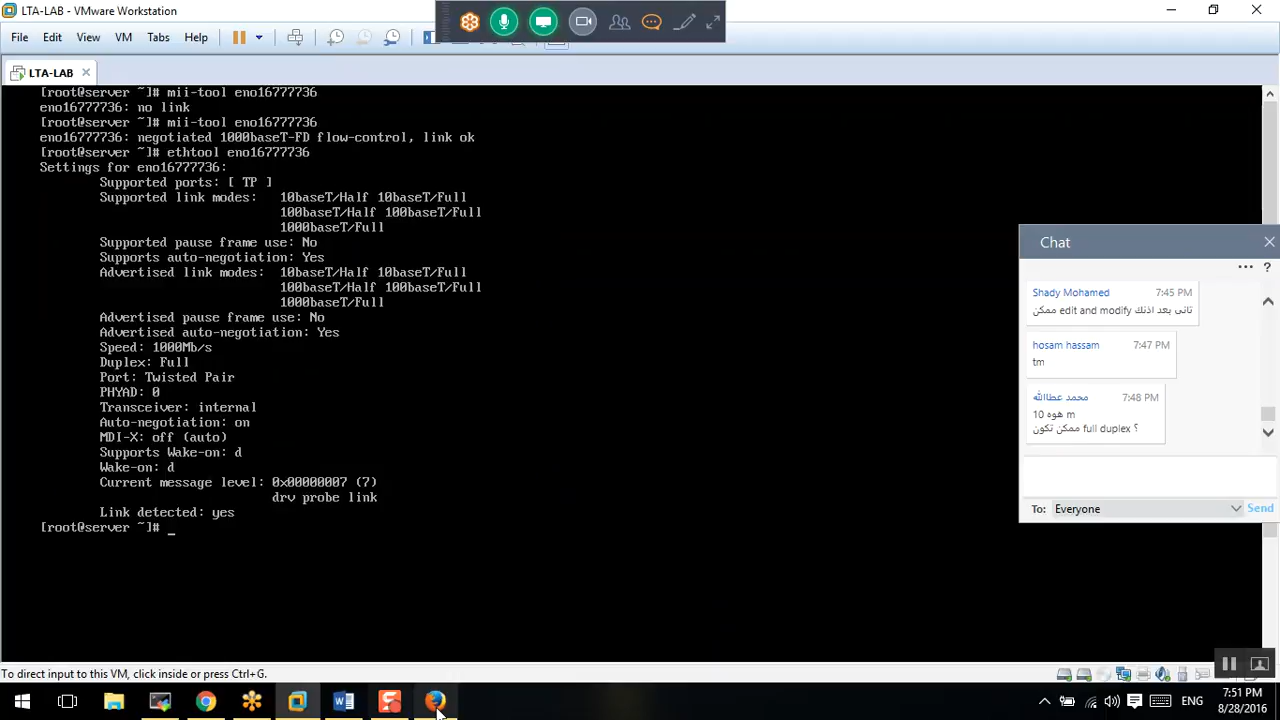 LTA-LAB - VMware Workstation
File Edit View VM Tabs Help
LTA-LAB
[root@server ~]# mii-tool eno16777736
eno16777736: no link
[root@server ~]# mii-tool eno16777736
eno16777736: negotiated 1000baseT-FD flow-control, link ok
[root@server ~]# ethtool eno16777736
Settings for eno16777736:
Supported ports: [ TP ]
Supported link modes: 10baseT/Half 10baseT/Full
100baseT/Half 100baseT/Full
1000baseT/Full
Supported pause frame use: No
Supports auto-negotiation: Yes
Advertised link modes: 10baseT/Half 10baseT/Full
100baseT/Half 100baseT/Full
1000baseT/Full
Advertised pause frame use: No
Advertised auto-negotiation: Yes
Speed: 1000Mb/s
Duplex: Full
Port: Twisted Pair
PHYAD: 0
Transceiver: internal
Auto-negotiation: on
MDI-X: off (auto)
Supports Wake-on: d
Wake-on: d
Current message level: 0x00000007 (7)
drv probe link
Link detected: yes
[root@server ~]# _
Chat
Shady Mohamed 7:45 PM
تانى بعد اذنك edit and modify ممكن
hosam hassam 7:47 PM
tm
محمد عطاالله 7:48 PM
10 هوه m
ممكن تكون full duplex ؟
To: Everyone Send
To direct input to this VM, click inside or press Ctrl+G.
ENG
7:51 PM
8/28/2016